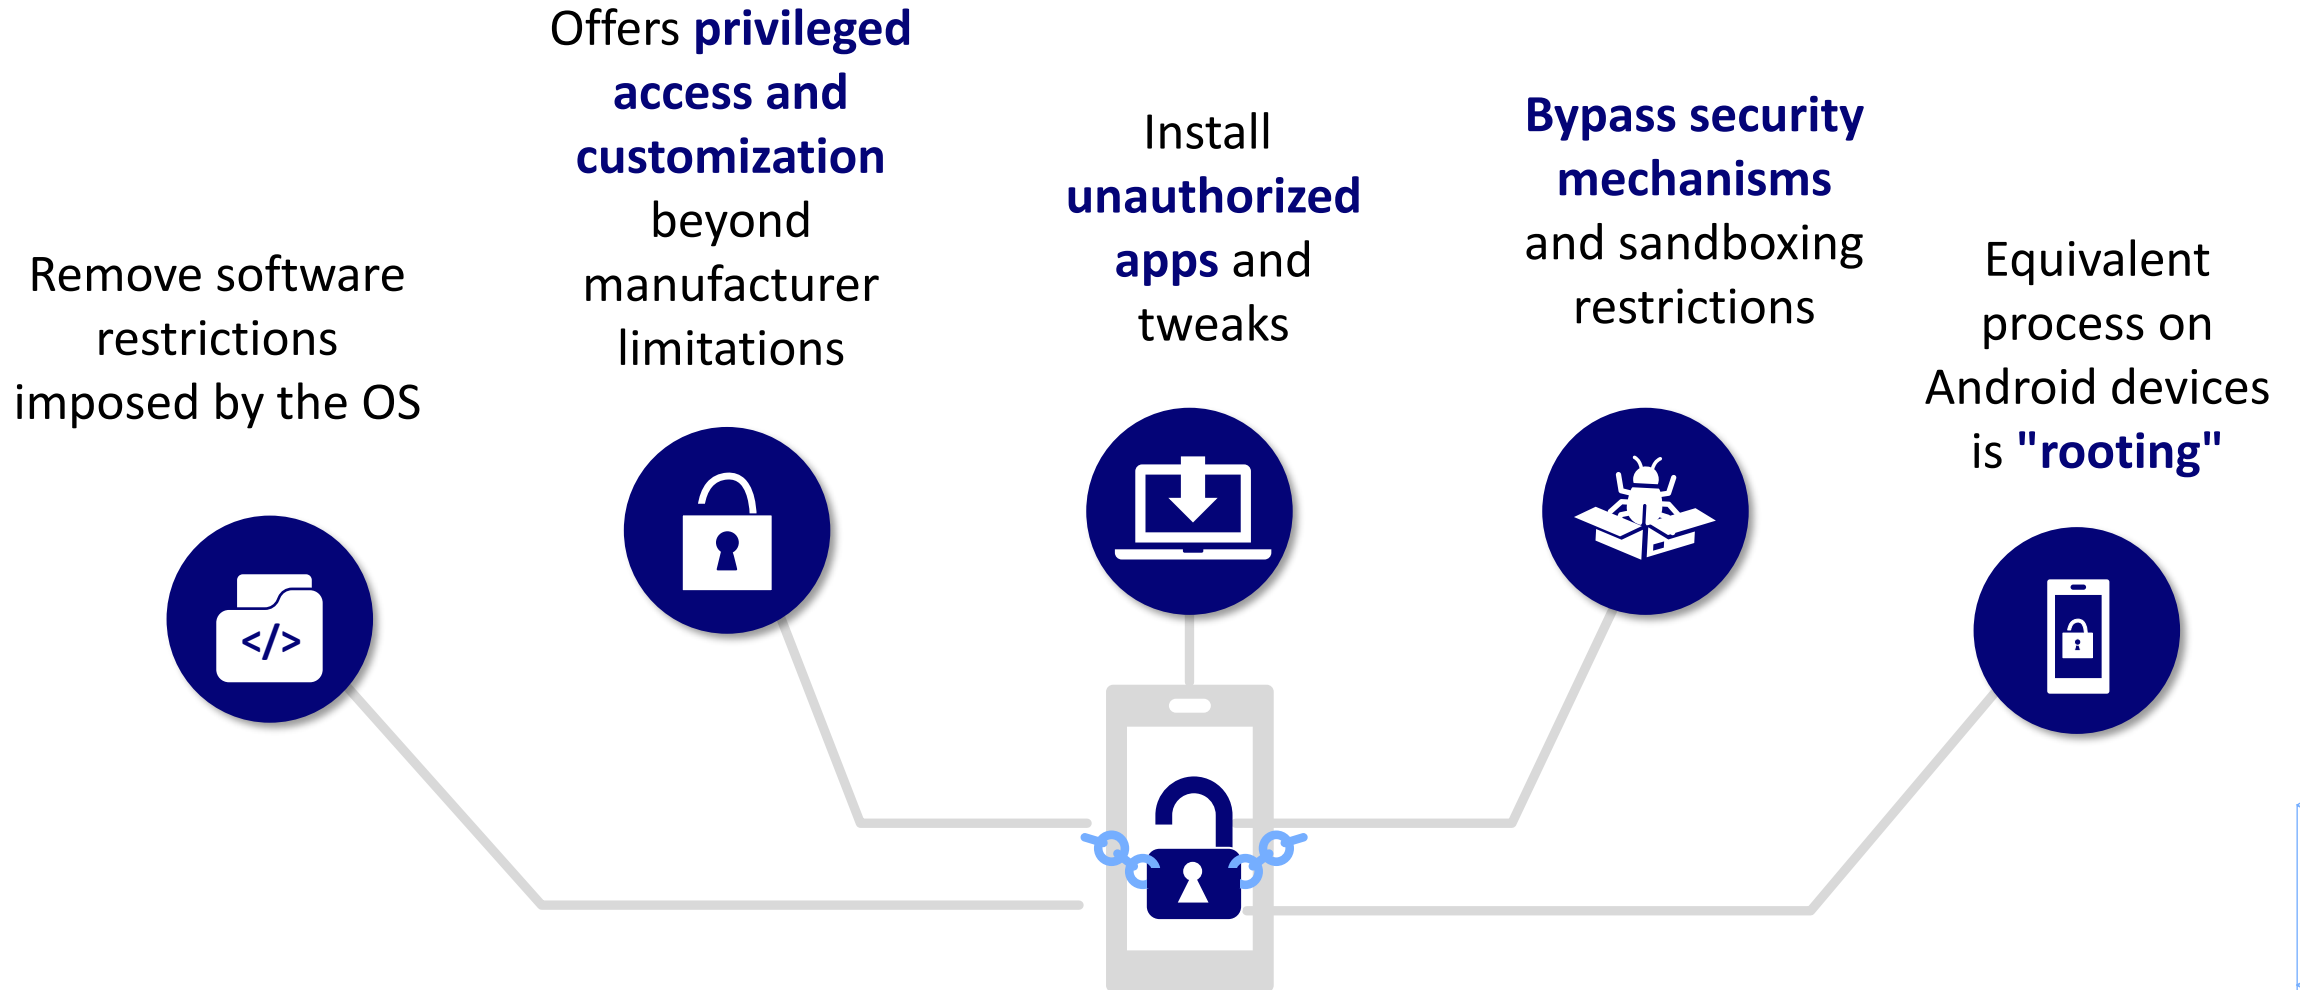 Remove software
restrictions
imposed by the OS
Offers privileged
access and
customization
beyond
manufacturer
limitations
Install
unauthorized
apps and
tweaks
Bypass security
mechanisms
and sandboxing
restrictions
Equivalent
process on
Android devices
is "rooting"
</>